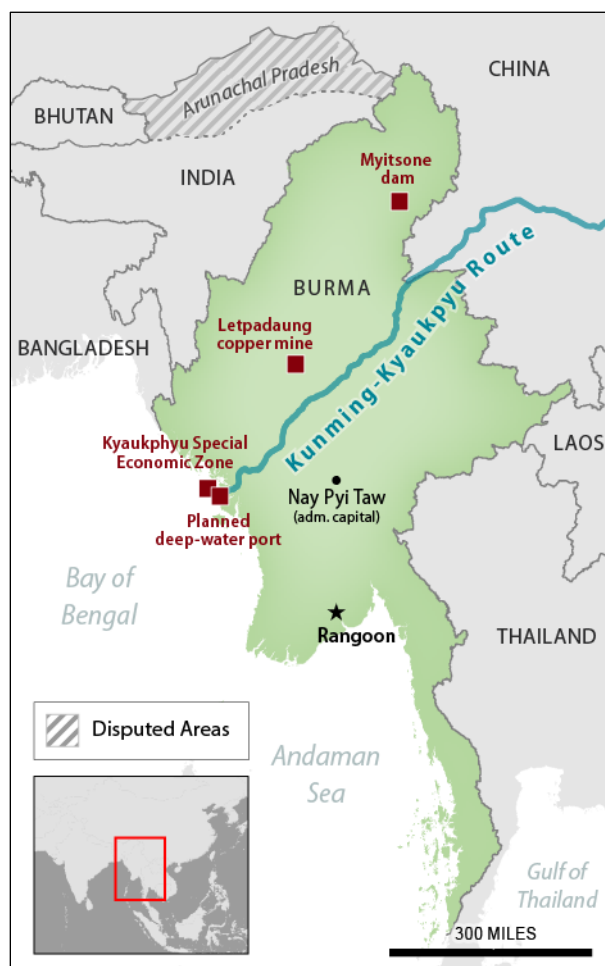 CHINA
Arunachal Pradesh
BHUTAN
Myitsone
dam
INDIA
BURMA
Kunming-Kyaukpyu Route
Letpadaung
copper mine
BANGLADESH
Kyaukphyu Special
Economic Zone
LAOS
Nay Pyi Taw
(adm. capital)
Planned
deep-water port
Bay of
Bengal
Rangoon
THAILAND
Disputed Areas
Andaman
Sea
Gulf of
Thailand
300 MILES